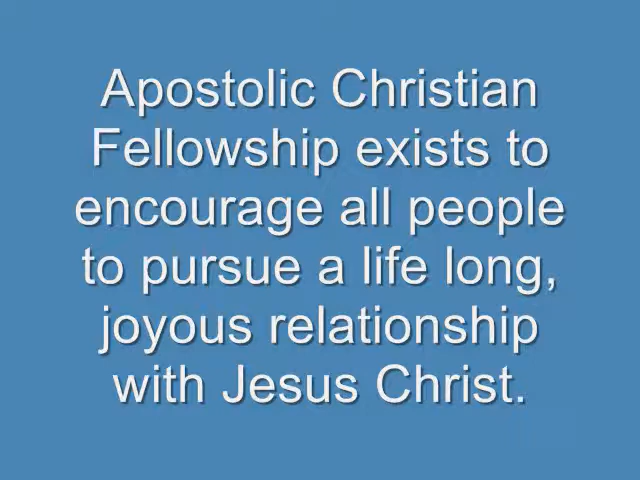 Apostolic Christian
Fellowship exists to
encourage all people
to pursue a life long,
joyous relationship
with Jesus Christ.